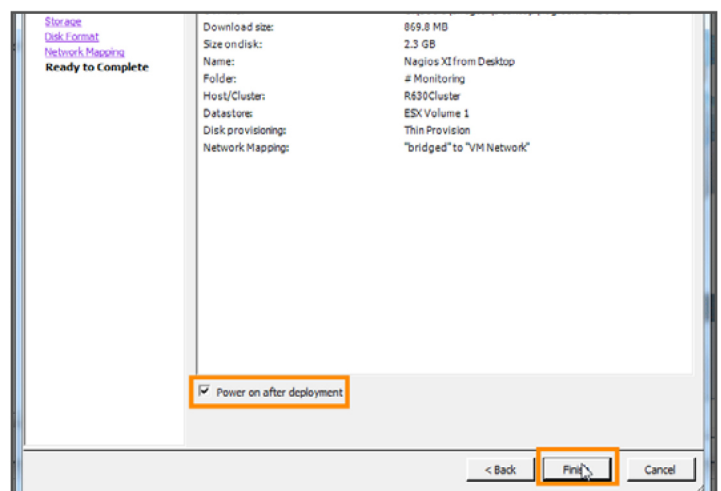 Storage
Disk Format
Network Mapping
Ready to Complete
Download size: 869.8 MB
Size on disk: 2.3 GB
Name: Nagios XI from Desktop
Folder: # Monitoring
Host/Cluster: R630Cluster
Datastore: ESX Volume 1
Disk provisioning: Thin Provision
Network Mapping: "bridged" to "VM Network"
Power on after deployment
< Back Finish Cancel